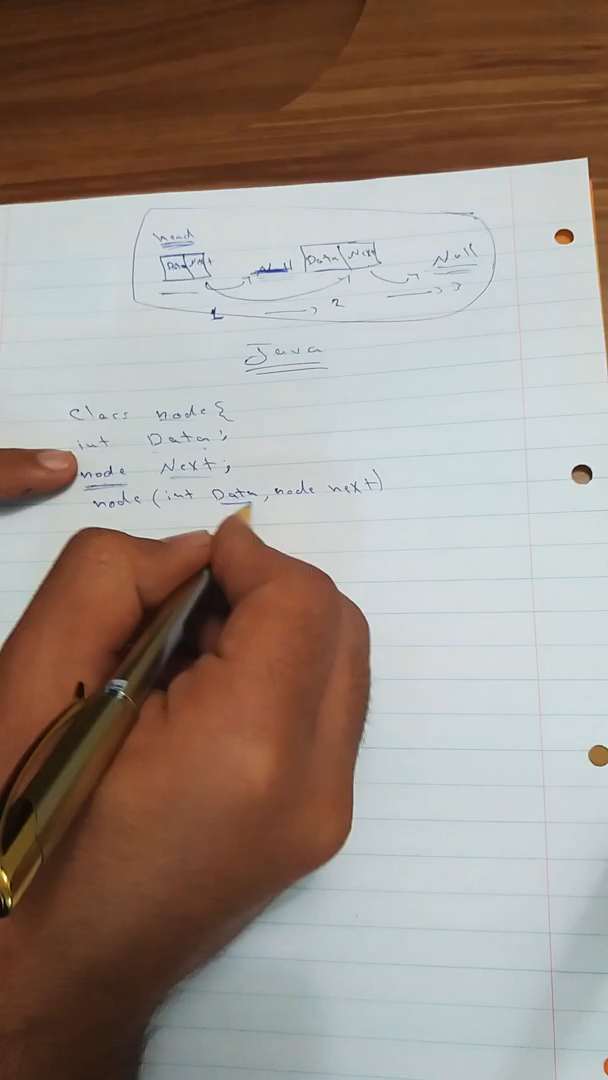 head
Data Next Null Data Next Null
1 2 3
Java
Class node{
int Data;
node Next;
node (int Data, node next)